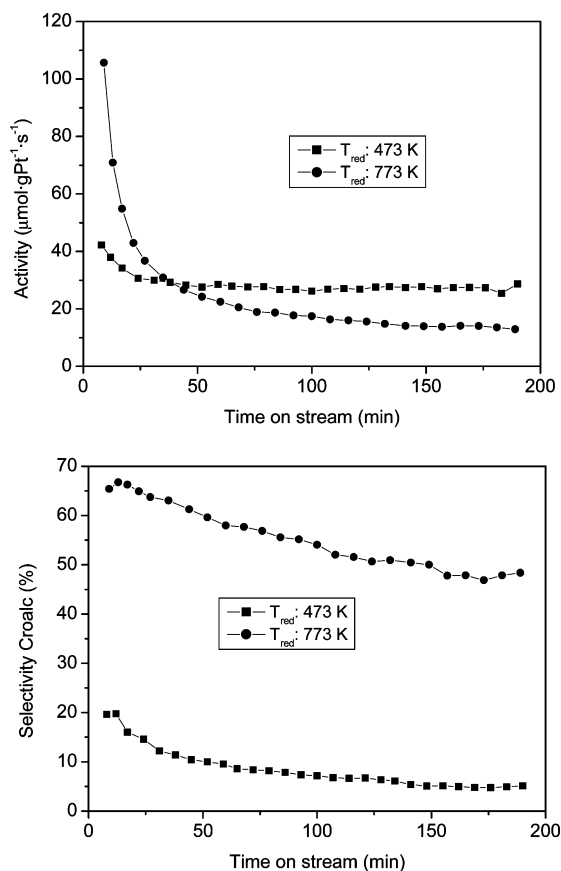 120
100
80
60
40
20
0
Activity (μmol·gPt⁻¹·s⁻¹)
T_red: 473 K
T_red: 773 K
0 50 100 150 200
Time on stream (min)
70
60
50
40
30
20
10
0
Selectivity Croalc (%)
T_red: 473 K
T_red: 773 K
0 50 100 150 200
Time on stream (min)